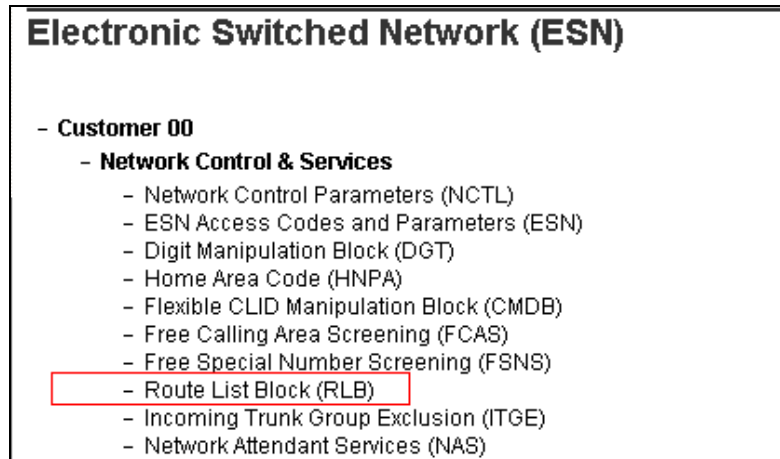 Electronic Switched Network (ESN)
- Customer 00
- Network Control & Services
- Network Control Parameters (NCTL)
- ESN Access Codes and Parameters (ESN)
- Digit Manipulation Block (DGT)
- Home Area Code (HNPA)
- Flexible CLID Manipulation Block (CMDB)
- Free Calling Area Screening (FCAS)
- Free Special Number Screening (FSNS)
- Route List Block (RLB)
- Incoming Trunk Group Exclusion (ITGE)
- Network Attendant Services (NAS)